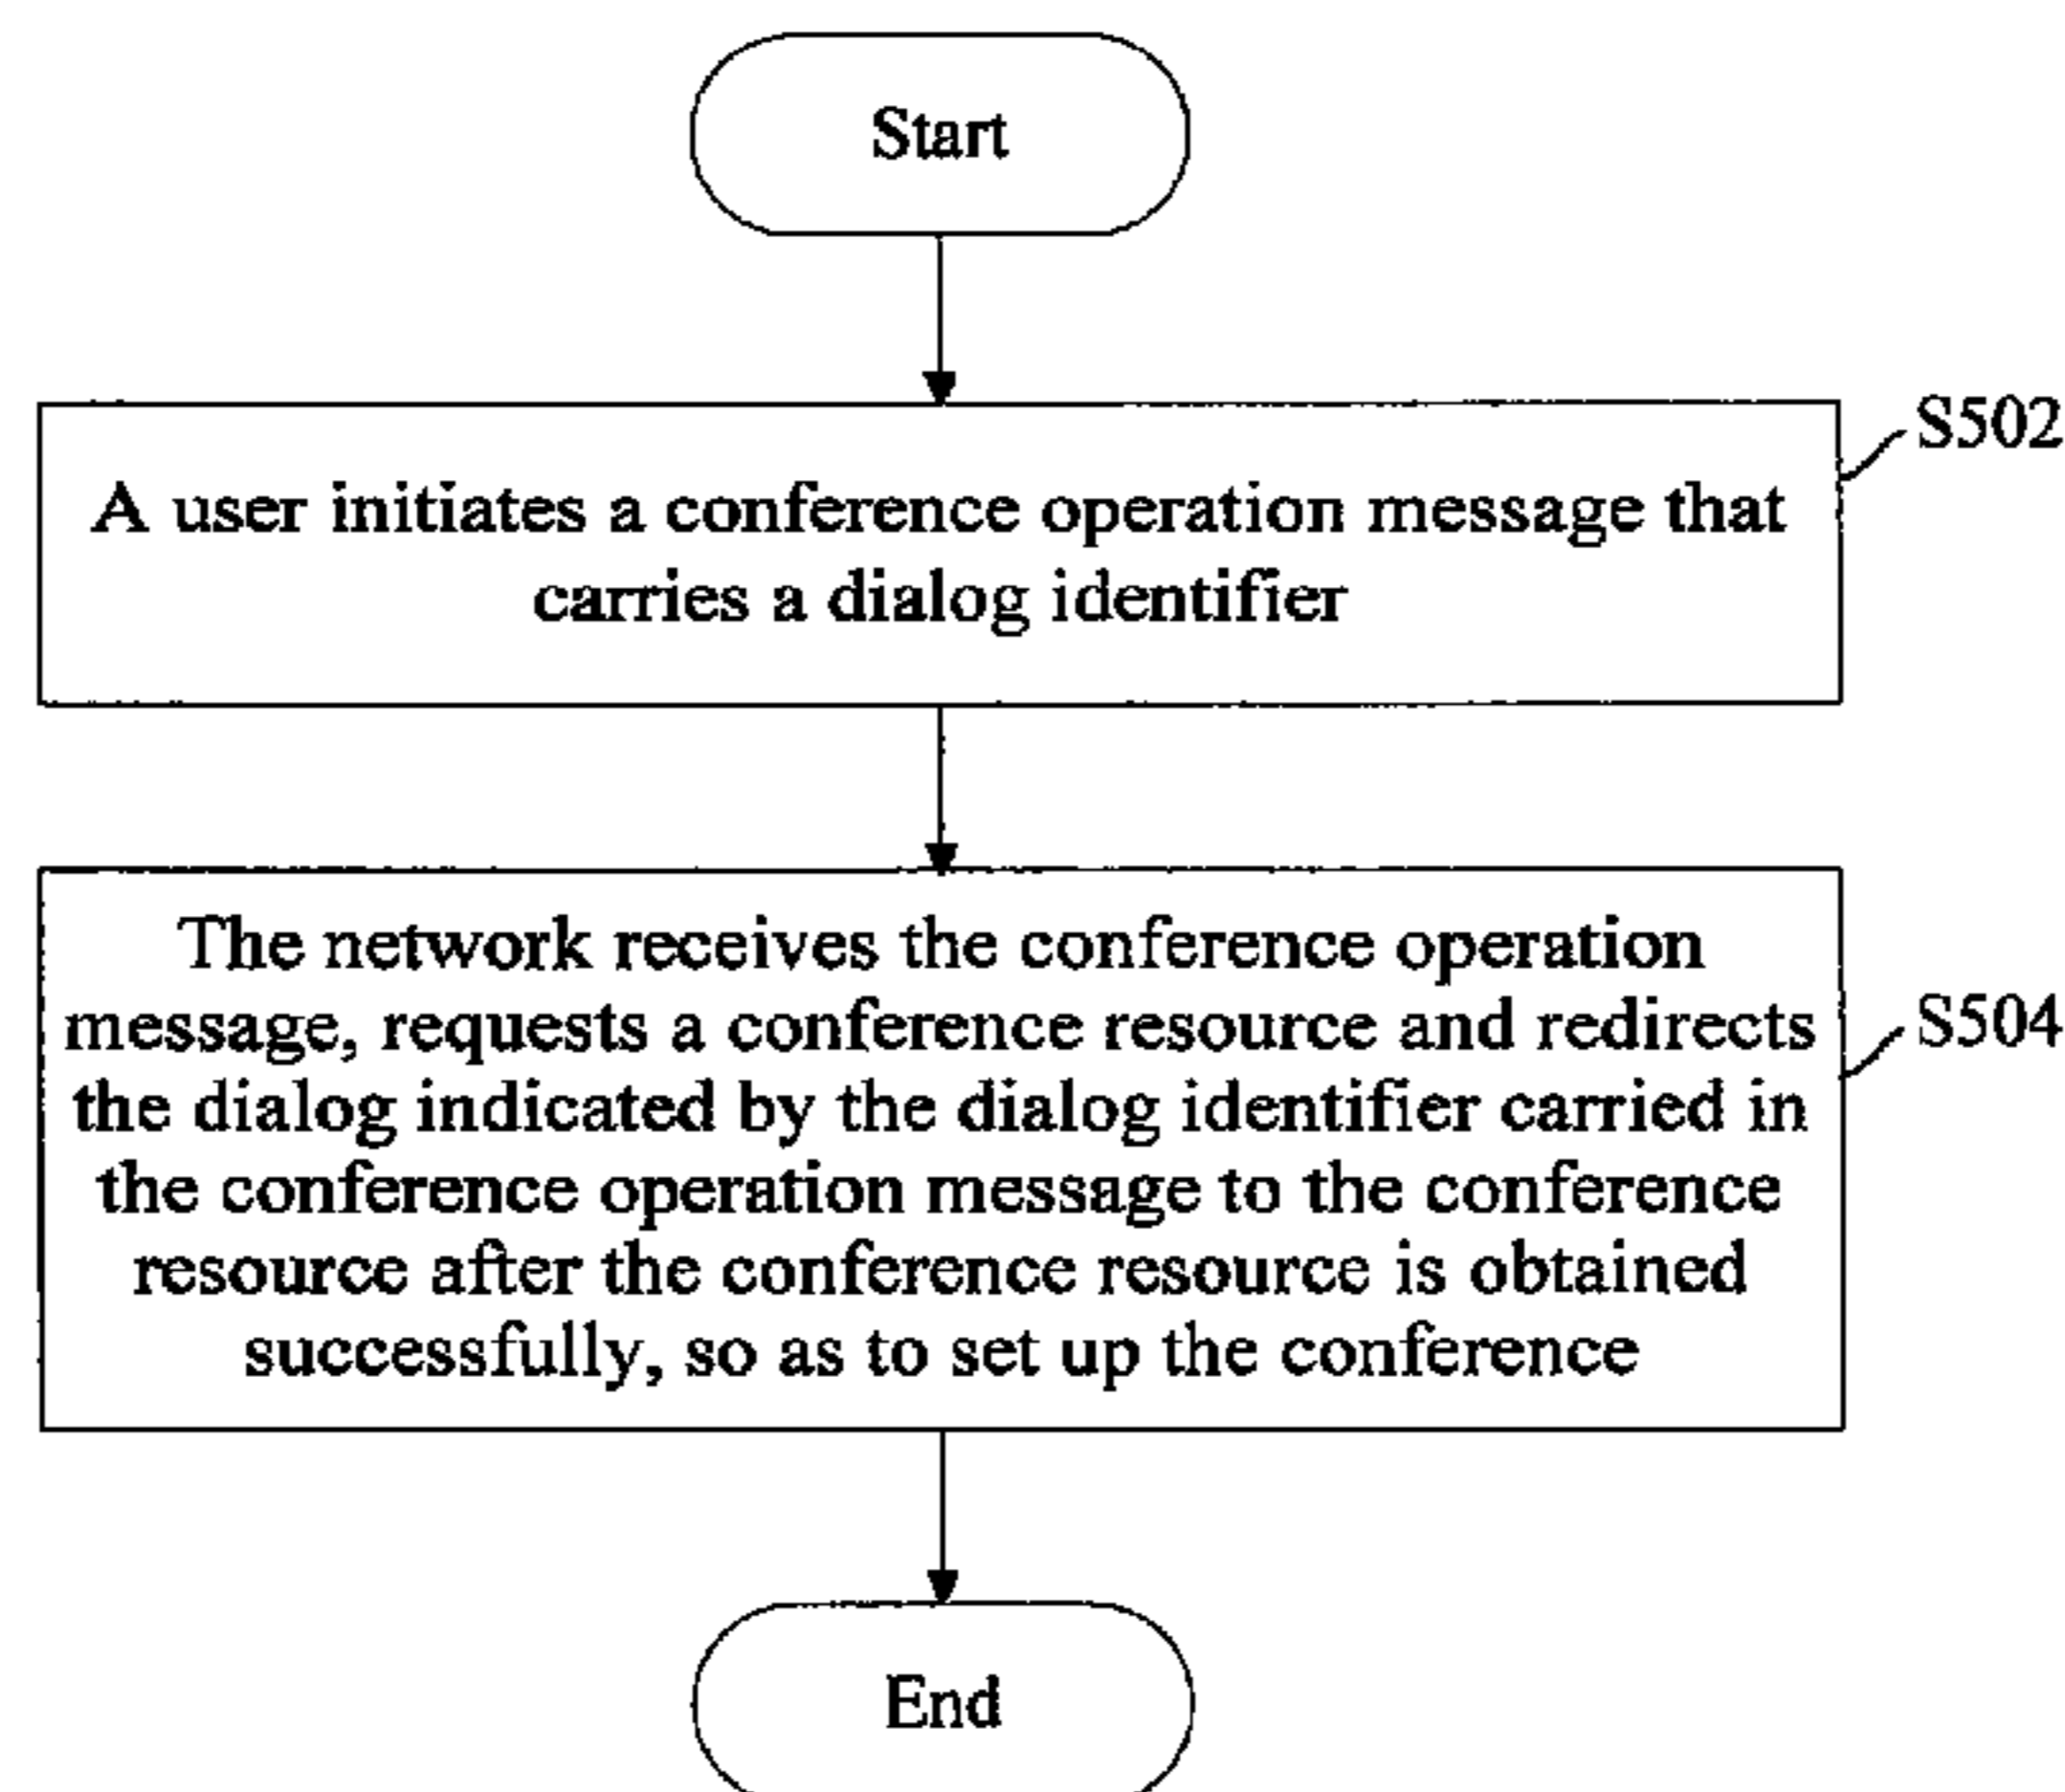 Start
S502
A user initiates a conference operation message that
carries a dialog identifier
The network receives the conference operation
message, requests a conference resource and redirects
S504
the dialog indicated by the dialog identifier carried in
the conference operation message to the conference
resource after the conference resource is obtained
successfully, so as to set up the conference
End